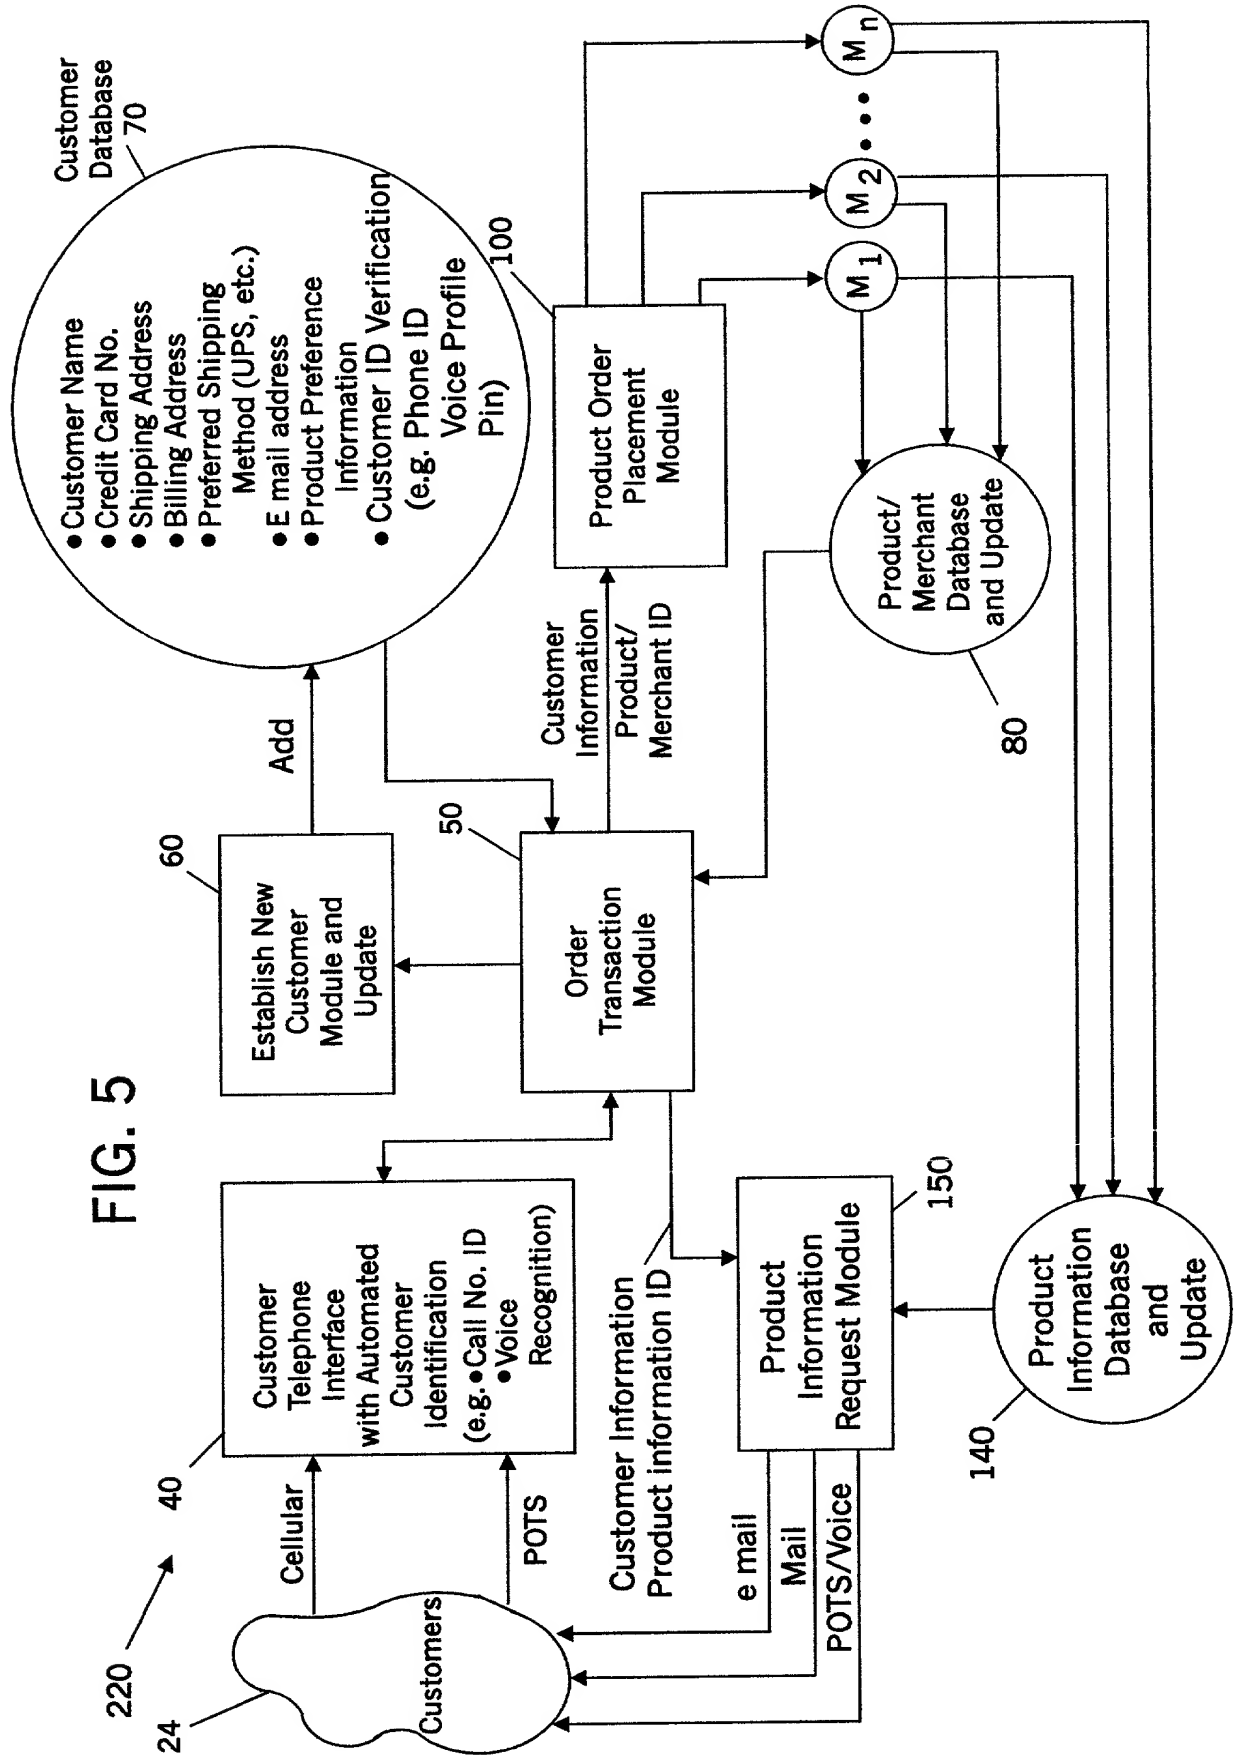 FIG. 5
220
24
Customers
Cellular
POTS
40
Customer
Telephone
Interface
with Automated
Customer
Identification
(e.g.●Call No. ID
●Voice
Recognition)
60
Establish New
Customer
Module and
Update
Add
Customer
Database
70
● Customer Name
● Credit Card No.
● Shipping Address
● Billing Address
● Preferred Shipping
Method (UPS, etc.)
● E mail address
● Product Preference
Information
● Customer ID Verification
(e.g. Phone ID
Voice Profile
Pin)
50
Order
Transaction
Module
Customer
Information
Product/
Merchant ID
100
Product Order
Placement
Module
M 1
M 2
M n
Product/
Merchant
Database
and Update
80
Customer Information
Product information ID
e mail
Mail
POTS/Voice
Product
Information
Request Module
150
Product
Information
Database
and
Update
140